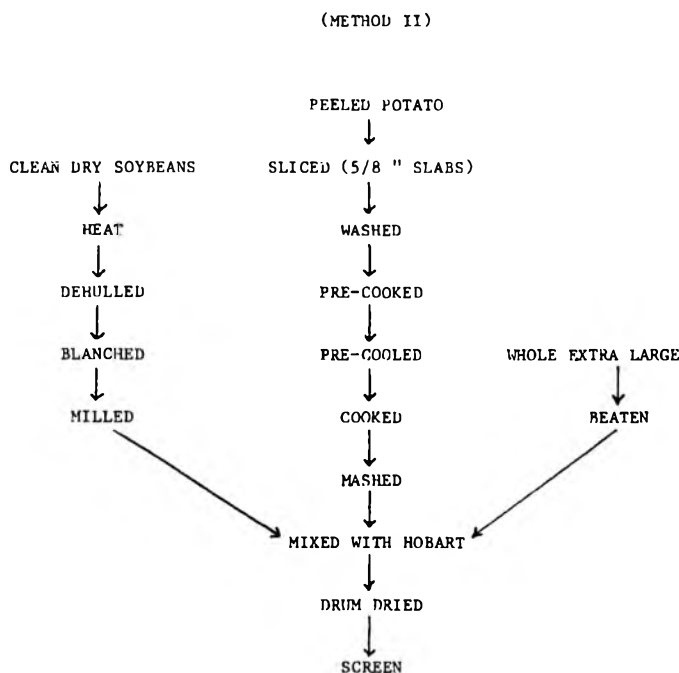 (METHOD II)
PEELED POTATO
CLEAN DRY SOYBEANS
SLICED (5/8 " SLABS)
HEAT
WASHED
DEHULLED
PRE-COOKED
BLANCHED
PRE-COOLED
WHOLE EXTRA LARGE
MILLED
COOKED
BEATEN
MASHED
MIXED WITH HOBART
DRUM DRIED
SCREEN